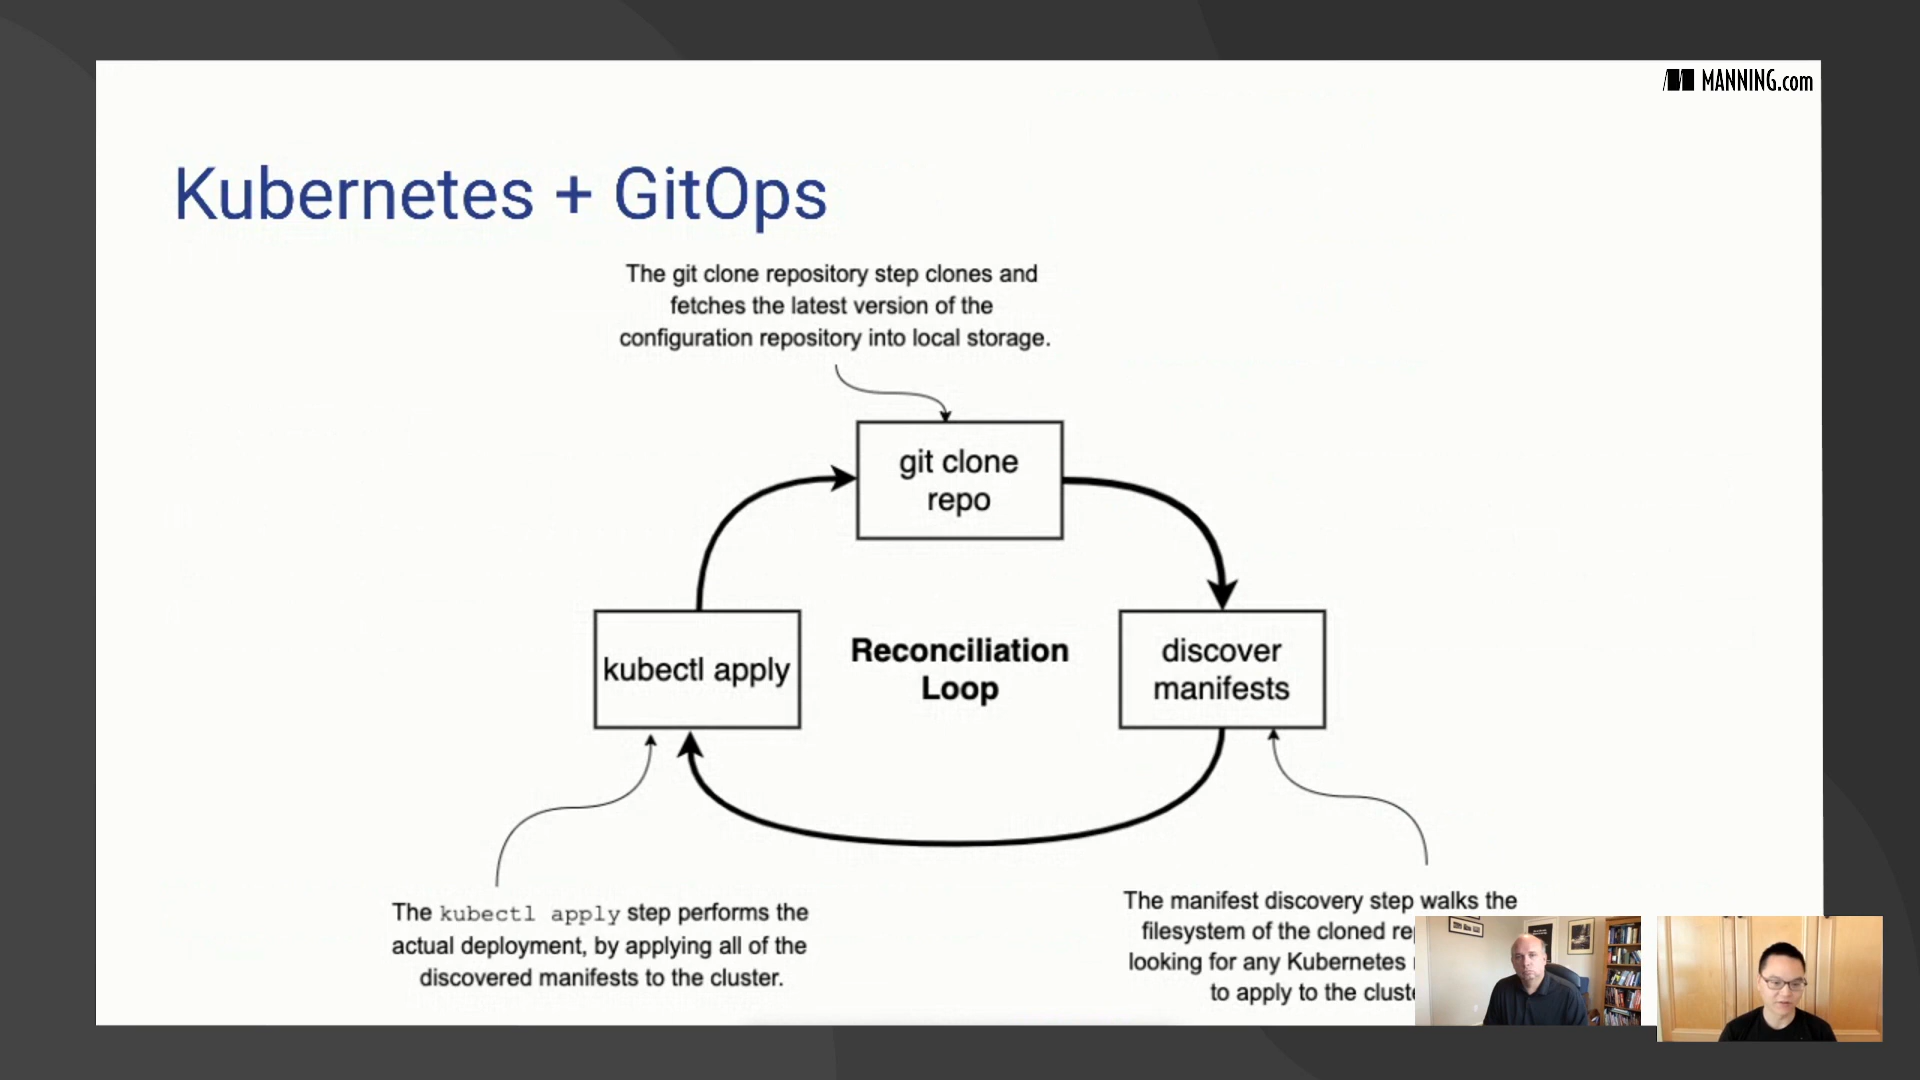 MANNING.com
Kubernetes + GitOps
The git clone repository step clones and
fetches the latest version of the
configuration repository into local storage.
git clone
repo
kubectl apply
Reconciliation
Loop
discover
manifests
The kubectl apply step performs the
actual deployment, by applying all of the
discovered manifests to the cluster.
The manifest discovery step walks the
filesystem of the cloned
looking for any Kubernetes
to apply to the